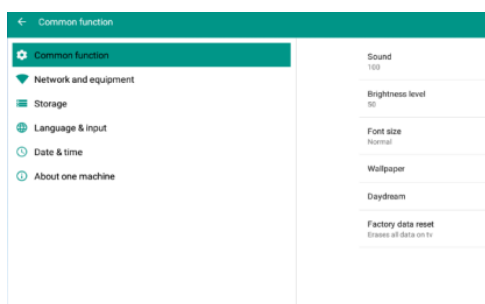 Common function
Common function
Network and equipment
Storage
Language & input
Date & time
About one machine
Sound
100
Brightness level
50
Font size
Normal
Wallpaper
Daydream
Factory data reset
Erases all data on tv